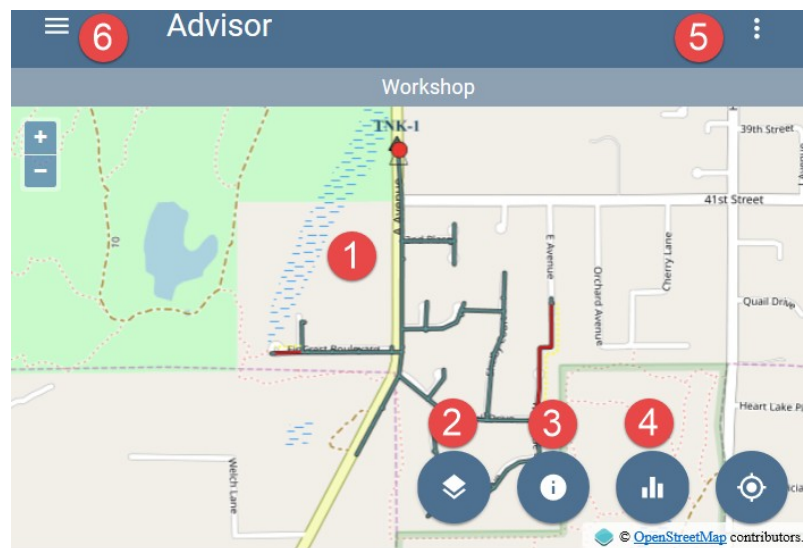 6
Advisor
5
Workshop
TNK-1
+
−
39th Street
A Avenue
41st Street
1
E Avenue
Orchard Avenue
Cherry Lane
Quail Drive
Heart Lake
2
3
4
Welch Lane
© OpenStreetMap contributors.